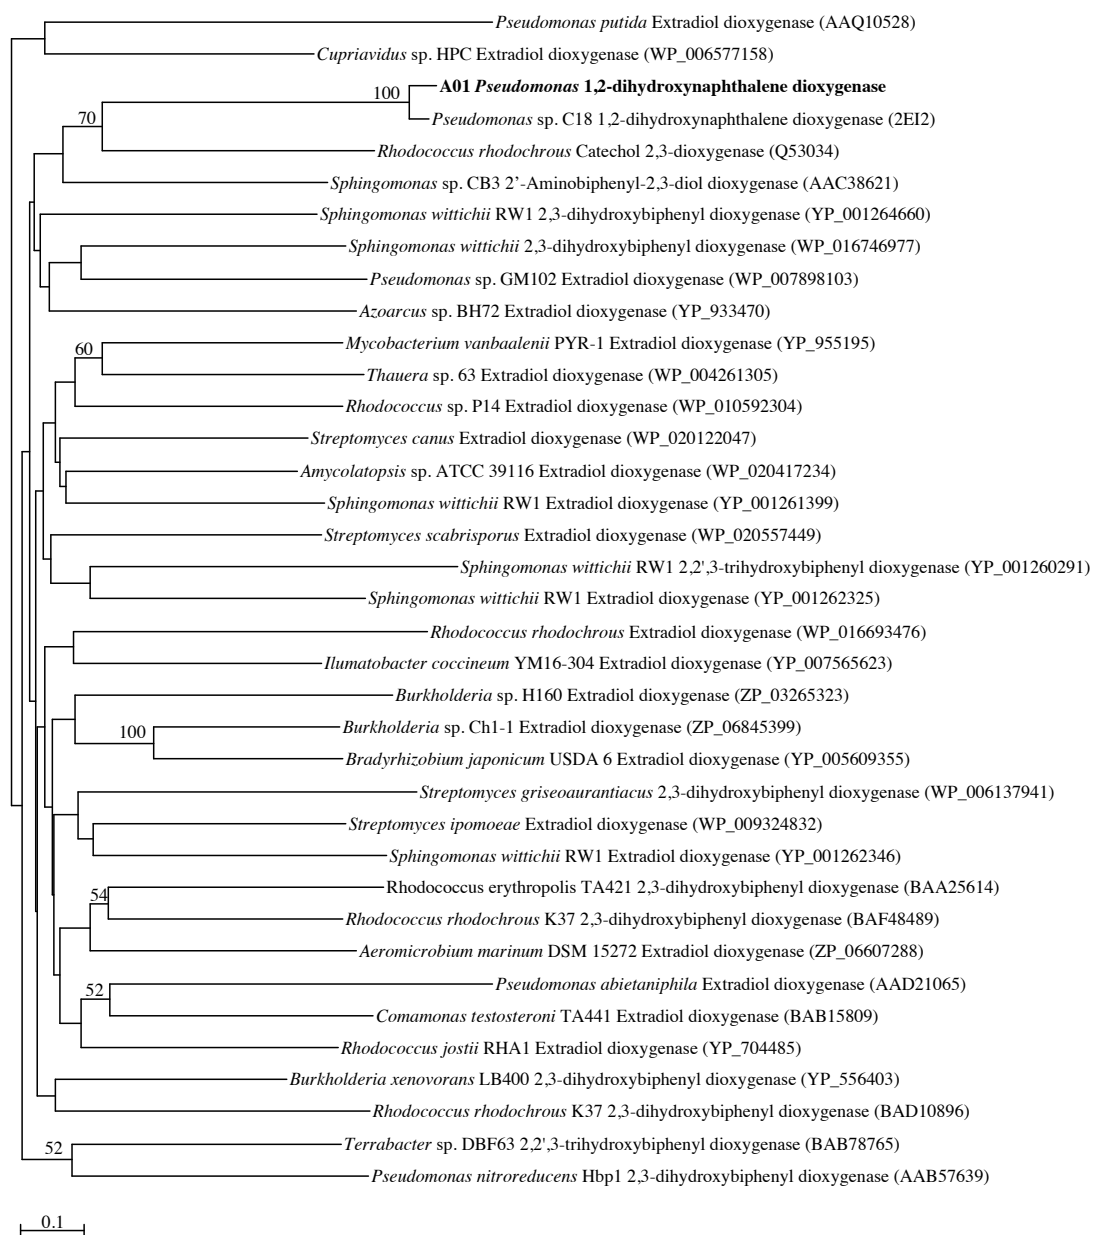 Pseudomonas putida Extradiol dioxygenase (AAQ10528)
Cupriavidus sp. HPC Extradiol dioxygenase (WP_006577158)
A01 Pseudomonas 1,2-dihydroxynaphthalene dioxygenase
100
Pseudomonas sp. C18 1,2-dihydroxynaphthalene dioxygenase (2EI2)
70
Rhodococcus rhodochrous Catechol 2,3-dioxygenase (Q53034)
Sphingomonas sp. CB3 2’-Aminobiphenyl-2,3-diol dioxygenase (AAC38621)
Sphingomonas wittichii RW1 2,3-dihydroxybiphenyl dioxygenase (YP_001264660)
Sphingomonas wittichii 2,3-dihydroxybiphenyl dioxygenase (WP_016746977)
Pseudomonas sp. GM102 Extradiol dioxygenase (WP_007898103)
Azoarcus sp. BH72 Extradiol dioxygenase (YP_933470)
Mycobacterium vanbaalenii PYR-1 Extradiol dioxygenase (YP_955195)
60
Thauera sp. 63 Extradiol dioxygenase (WP_004261305)
Rhodococcus sp. P14 Extradiol dioxygenase (WP_010592304)
Streptomyces canus Extradiol dioxygenase (WP_020122047)
Amycolatopsis sp. ATCC 39116 Extradiol dioxygenase (WP_020417234)
Sphingomonas wittichii RW1 Extradiol dioxygenase (YP_001261399)
Streptomyces scabrisporus Extradiol dioxygenase (WP_020557449)
Sphingomonas wittichii RW1 2,2',3-trihydroxybiphenyl dioxygenase (YP_001260291)
Sphingomonas wittichii RW1 Extradiol dioxygenase (YP_001262325)
Rhodococcus rhodochrous Extradiol dioxygenase (WP_016693476)
Ilumatobacter coccineum YM16-304 Extradiol dioxygenase (YP_007565623)
Burkholderia sp. H160 Extradiol dioxygenase (ZP_03265323)
Burkholderia sp. Ch1-1 Extradiol dioxygenase (ZP_06845399)
100
Bradyrhizobium japonicum USDA 6 Extradiol dioxygenase (YP_005609355)
Streptomyces griseoaurantiacus 2,3-dihydroxybiphenyl dioxygenase (WP_006137941)
Streptomyces ipomoeae Extradiol dioxygenase (WP_009324832)
Sphingomonas wittichii RW1 Extradiol dioxygenase (YP_001262346)
Rhodococcus erythropolis TA421 2,3-dihydroxybiphenyl dioxygenase (BAA25614)
54
Rhodococcus rhodochrous K37 2,3-dihydroxybiphenyl dioxygenase (BAF48489)
Aeromicrobium marinum DSM 15272 Extradiol dioxygenase (ZP_06607288)
Pseudomonas abietaniphila Extradiol dioxygenase (AAD21065)
52
Comamonas testosteroni TA441 Extradiol dioxygenase (BAB15809)
Rhodococcus jostii RHA1 Extradiol dioxygenase (YP_704485)
Burkholderia xenovorans LB400 2,3-dihydroxybiphenyl dioxygenase (YP_556403)
Rhodococcus rhodochrous K37 2,3-dihydroxybiphenyl dioxygenase (BAD10896)
Terrabacter sp. DBF63 2,2',3-trihydroxybiphenyl dioxygenase (BAB78765)
52
Pseudomonas nitroreducens Hbp1 2,3-dihydroxybiphenyl dioxygenase (AAB57639)
0.1